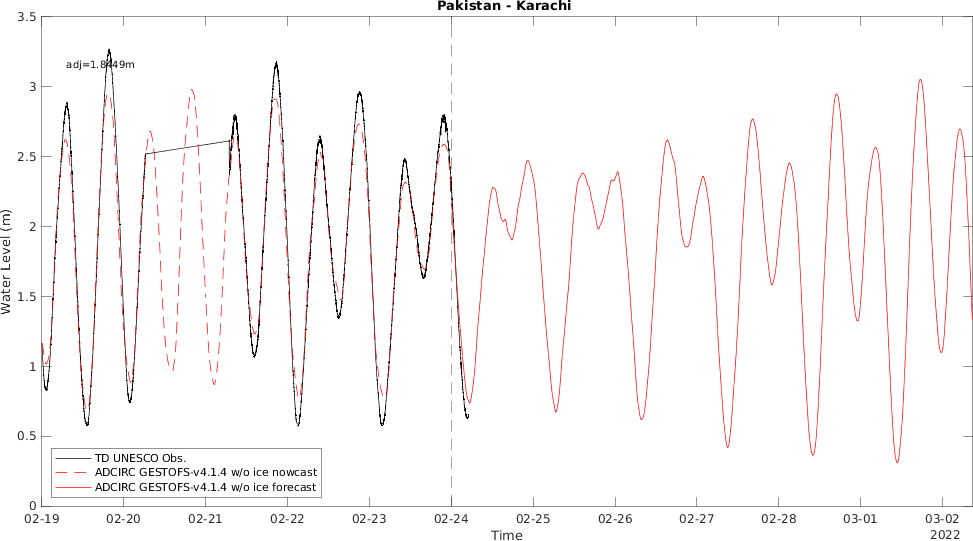 Pakistan - Karachi
3.5
adj=1.8449m
3
2.5
2
Water Level (m)
1.5
1
0.5
0
TD UNESCO Obs.
ADCIRC GESTOFS-v4.1.4 w/o ice nowcast
ADCIRC GESTOFS-v4.1.4 w/o ice forecast
02-19 02-20 02-21 02-22 02-23 02-24 02-25 02-26 02-27 02-28 03-01 03-02
Time 2022